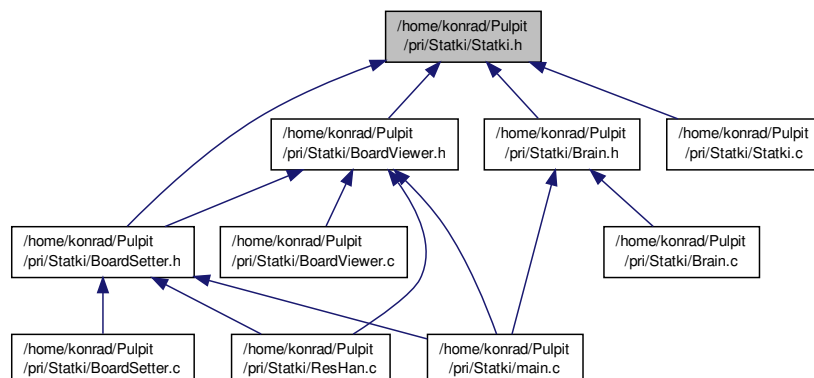 /home/konrad/Pulpit
/pri/Statki/Statki.h
/home/konrad/Pulpit
/pri/Statki/BoardViewer.h
/home/konrad/Pulpit
/pri/Statki/Brain.h
/home/konrad/Pulpit
/pri/Statki/Statki.c
/home/konrad/Pulpit
/pri/Statki/BoardSetter.h
/home/konrad/Pulpit
/pri/Statki/BoardViewer.c
/home/konrad/Pulpit
/pri/Statki/Brain.c
/home/konrad/Pulpit
/pri/Statki/BoardSetter.c
/home/konrad/Pulpit
/pri/Statki/ResHan.c
/home/konrad/Pulpit
/pri/Statki/main.c